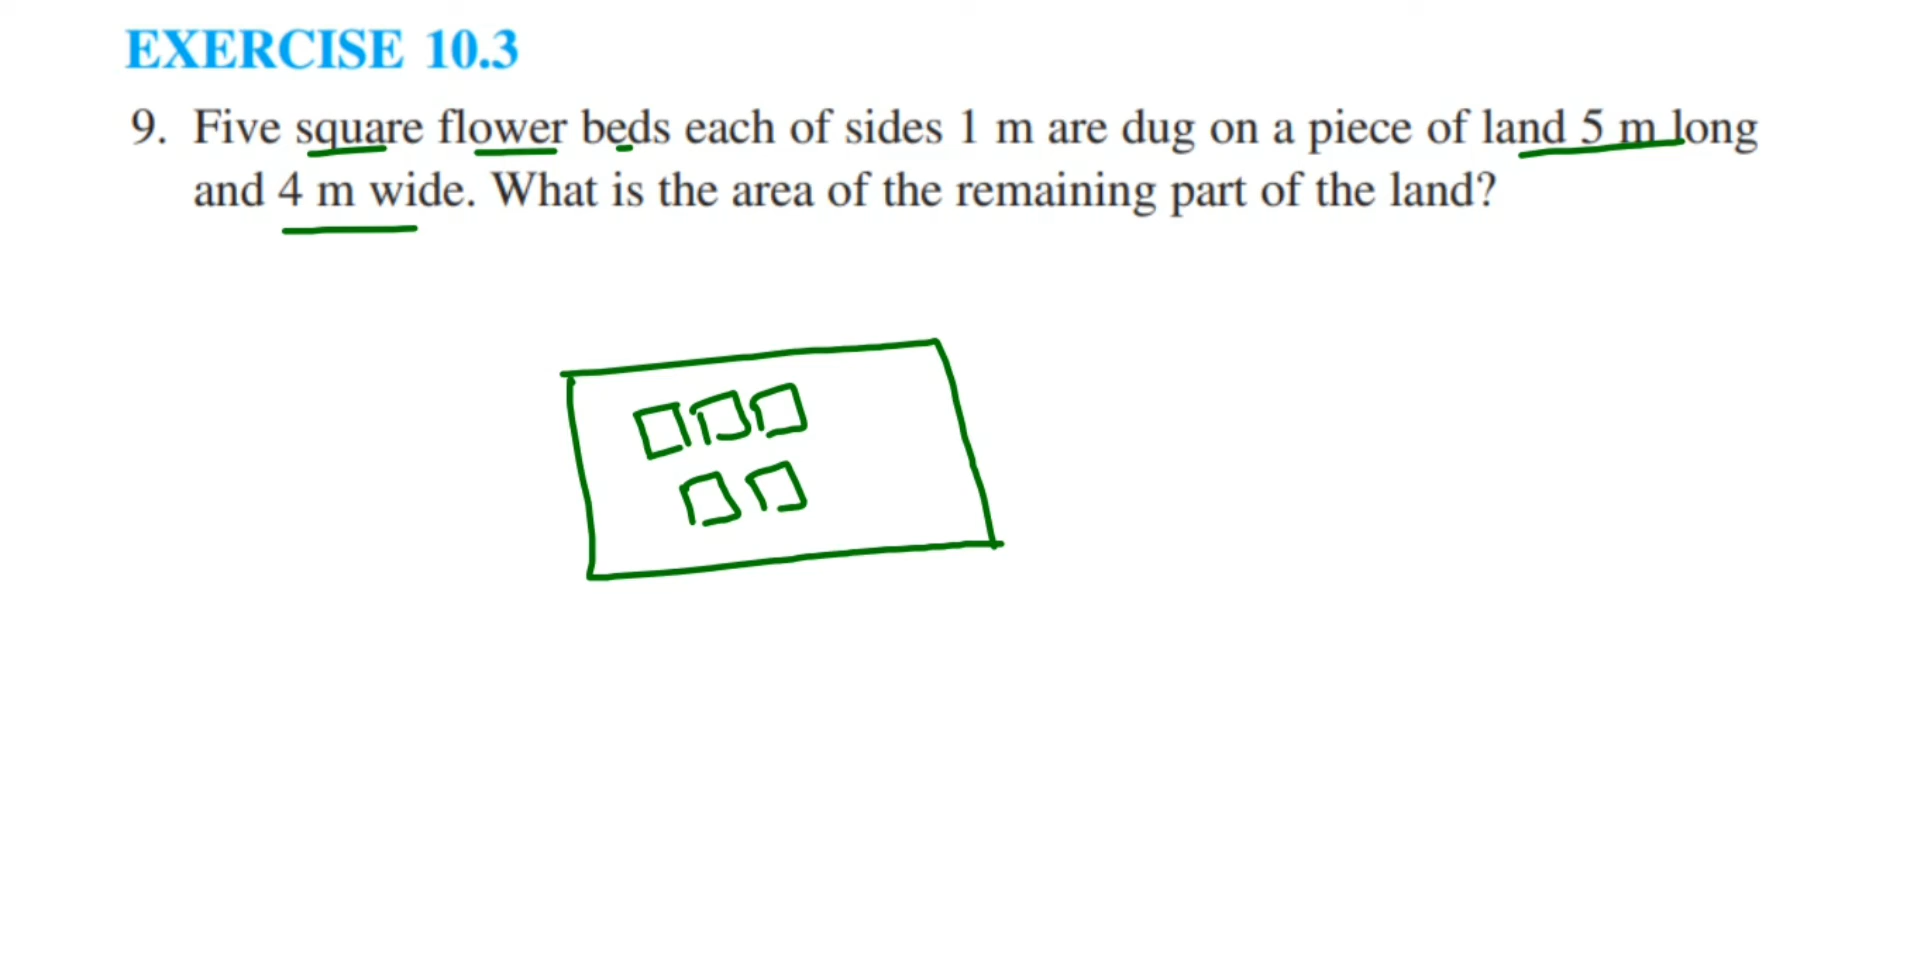 EXERCISE 10.3
9. Five square flower beds each of sides 1 m are dug on a piece of land 5 m long
and 4 m wide. What is the area of the remaining part of the land?